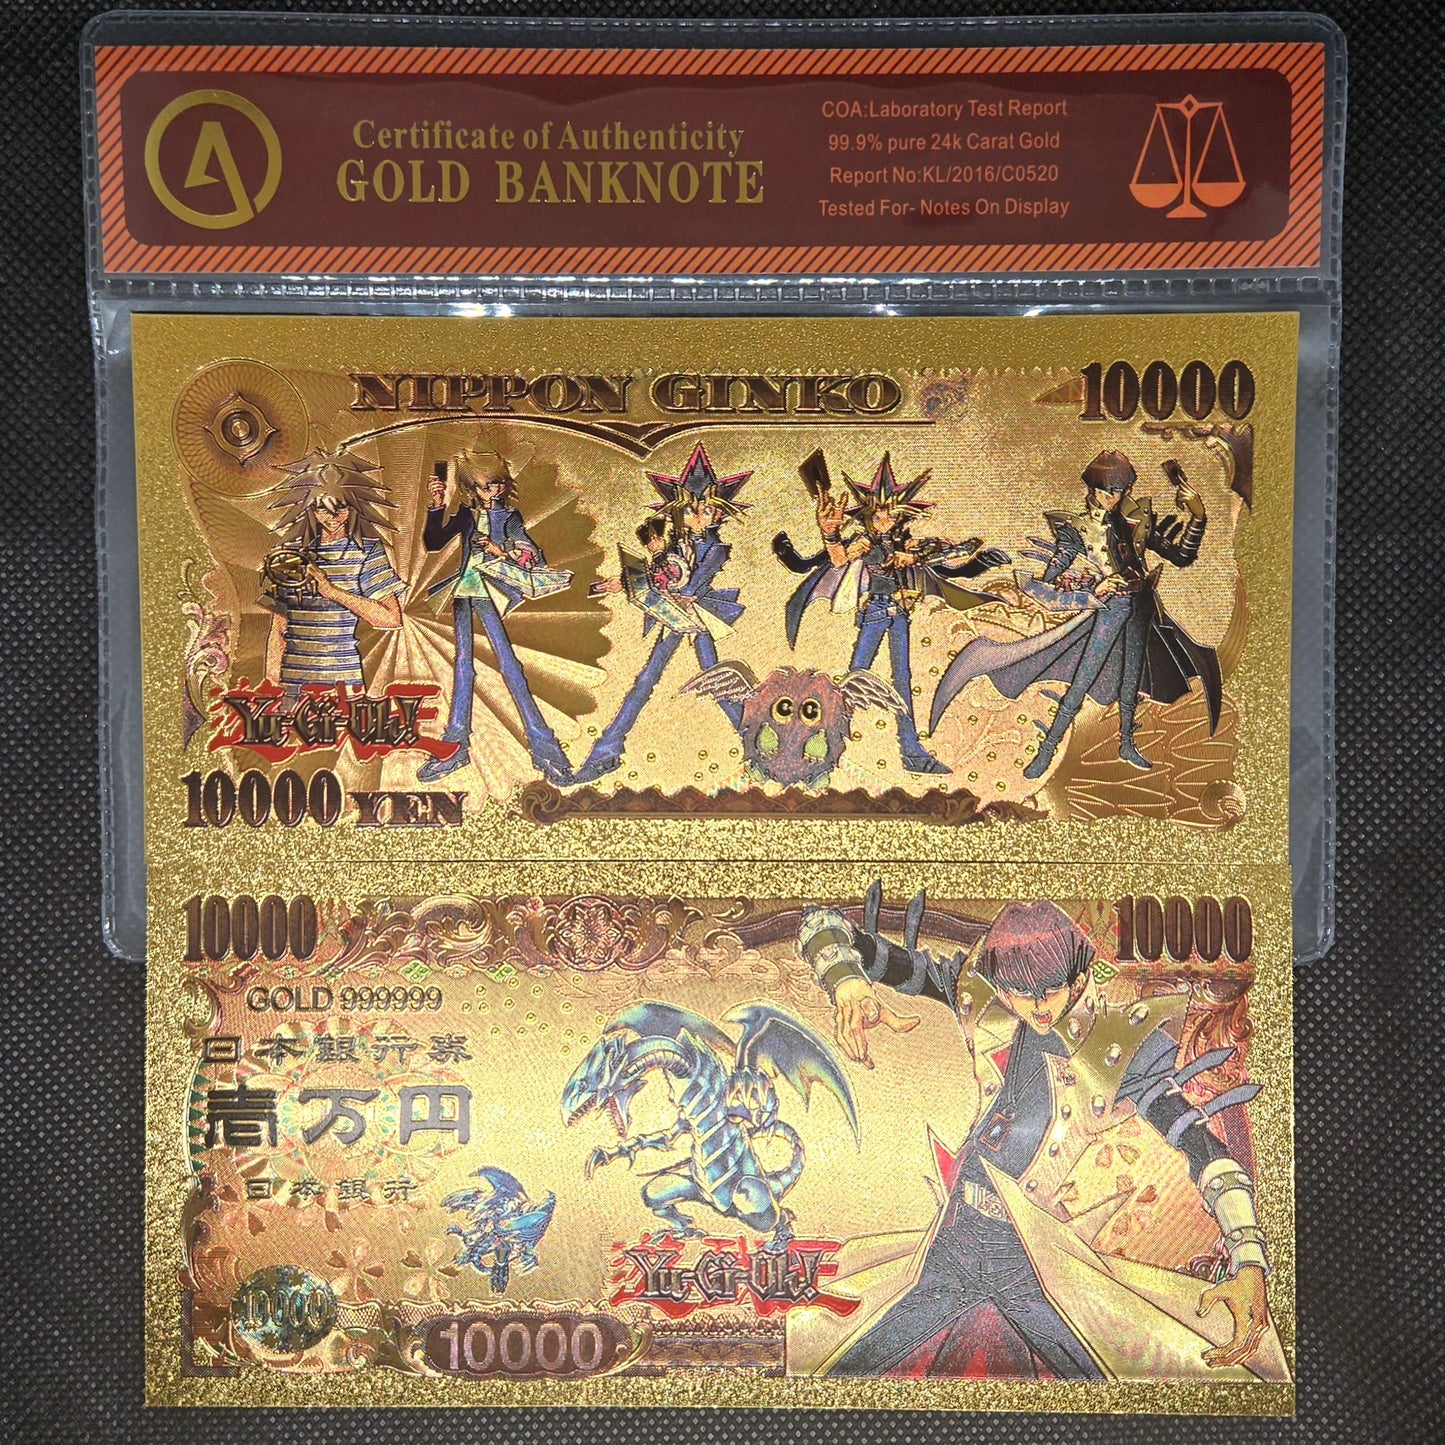 Certificate of Authenticity
GOLD BANKNOTE
COA:Laboratory Test Report
99.9% pure 24k Carat Gold
Report No:KL/2016/C0520
Tested For- Notes On Display
NIPPON GINKO
10000
Yu-Gi-Oh!
10000 YEN
10000
10000
GOLD 999999
日本銀行券
壱万円
日本銀行
Yu-Gi-Oh!
10000
10000